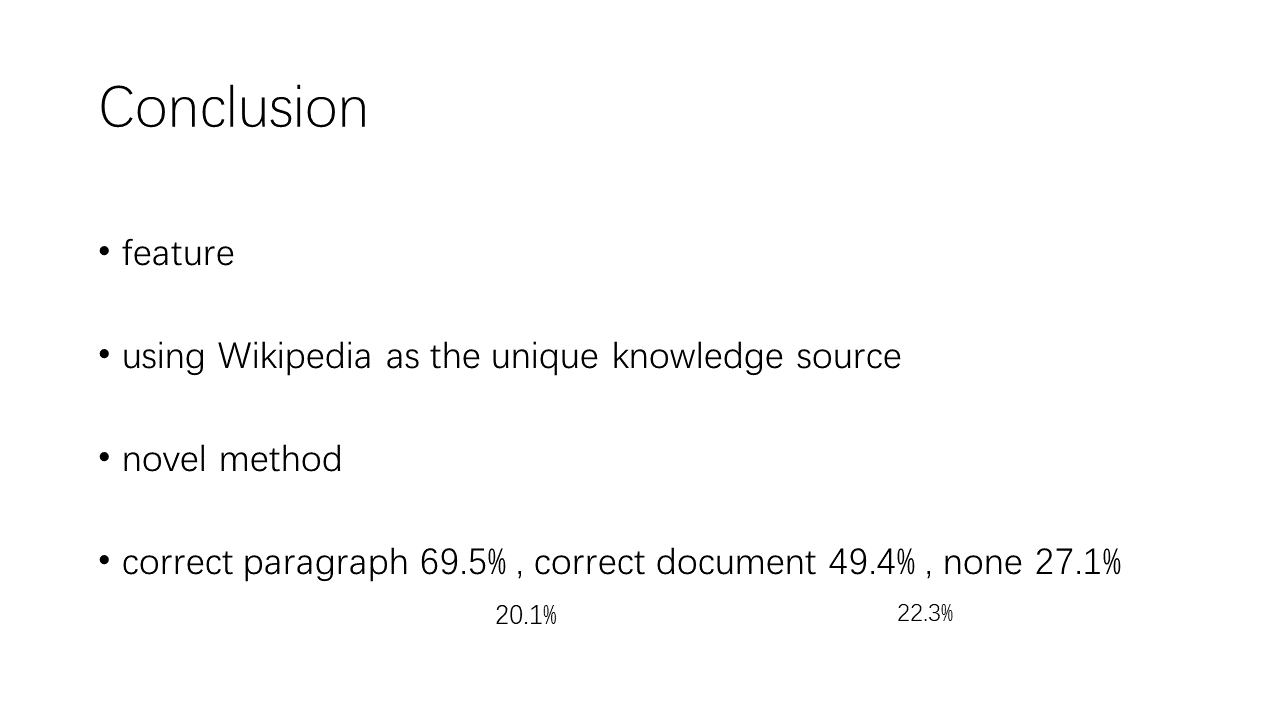 Conclusion
• feature
• using Wikipedia as the unique knowledge source
• novel method
• correct paragraph 69.5% , correct document 49.4% , none 27.1%
20.1% 22.3%